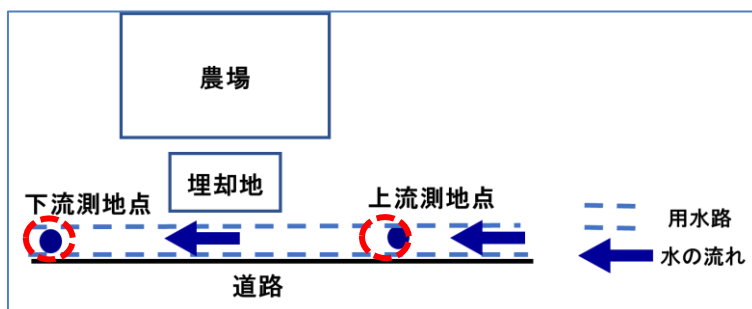 農場
埋却地
下流測地点
上流測地点
用水路
水の流れ
道路